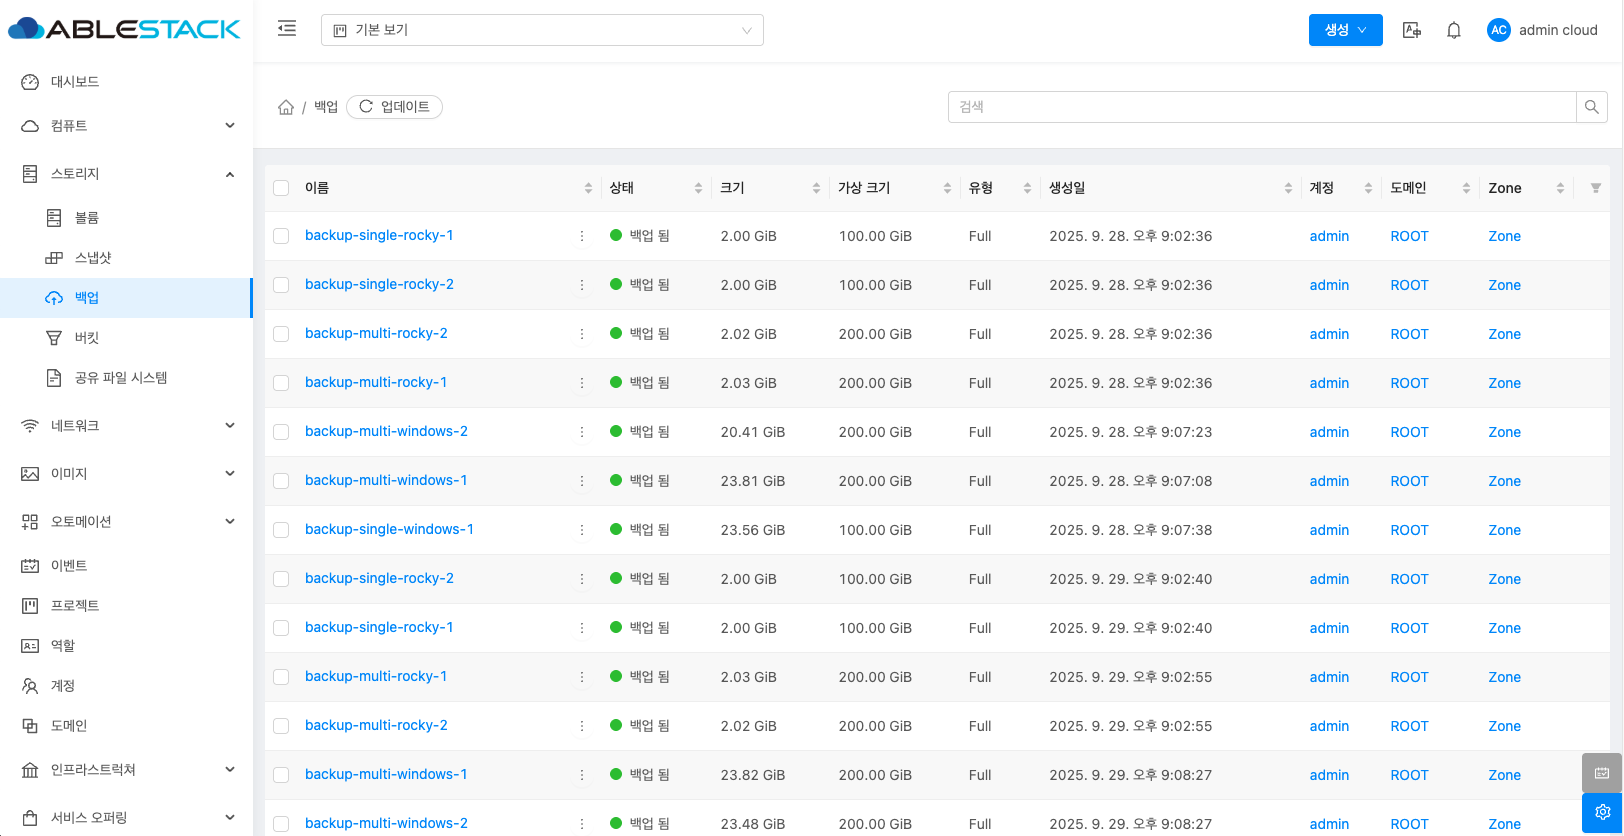 ABLESTACK
기본 보기
생성
AC
admin cloud
대시보드
컴퓨트
스토리지
볼륨
스냅샷
백업
버킷
공유 파일 시스템
네트워크
이미지
오토메이션
이벤트
프로젝트
역할
계정
도메인
인프라스트럭쳐
서비스 오퍼링
/ 백업 업데이트
검색
이름 상태 크기 가상 크기 유형 생성일 계정 도메인 Zone
backup-single-rocky-1 백업 됨 2.00 GiB 100.00 GiB Full 2025. 9. 28. 오후 9:02:36 admin ROOT Zone
backup-single-rocky-2 백업 됨 2.00 GiB 100.00 GiB Full 2025. 9. 28. 오후 9:02:36 admin ROOT Zone
backup-multi-rocky-2 백업 됨 2.02 GiB 200.00 GiB Full 2025. 9. 28. 오후 9:02:36 admin ROOT Zone
backup-multi-rocky-1 백업 됨 2.03 GiB 200.00 GiB Full 2025. 9. 28. 오후 9:02:36 admin ROOT Zone
backup-multi-windows-2 백업 됨 20.41 GiB 200.00 GiB Full 2025. 9. 28. 오후 9:07:23 admin ROOT Zone
backup-multi-windows-1 백업 됨 23.81 GiB 200.00 GiB Full 2025. 9. 28. 오후 9:07:08 admin ROOT Zone
backup-single-windows-1 백업 됨 23.56 GiB 100.00 GiB Full 2025. 9. 28. 오후 9:07:38 admin ROOT Zone
backup-single-rocky-2 백업 됨 2.00 GiB 100.00 GiB Full 2025. 9. 29. 오후 9:02:40 admin ROOT Zone
backup-single-rocky-1 백업 됨 2.00 GiB 100.00 GiB Full 2025. 9. 29. 오후 9:02:40 admin ROOT Zone
backup-multi-rocky-1 백업 됨 2.03 GiB 200.00 GiB Full 2025. 9. 29. 오후 9:02:55 admin ROOT Zone
backup-multi-rocky-2 백업 됨 2.02 GiB 200.00 GiB Full 2025. 9. 29. 오후 9:02:55 admin ROOT Zone
backup-multi-windows-1 백업 됨 23.82 GiB 200.00 GiB Full 2025. 9. 29. 오후 9:08:27 admin ROOT Zone
backup-multi-windows-2 백업 됨 23.48 GiB 200.00 GiB Full 2025. 9. 29. 오후 9:08:27 admin ROOT Zone